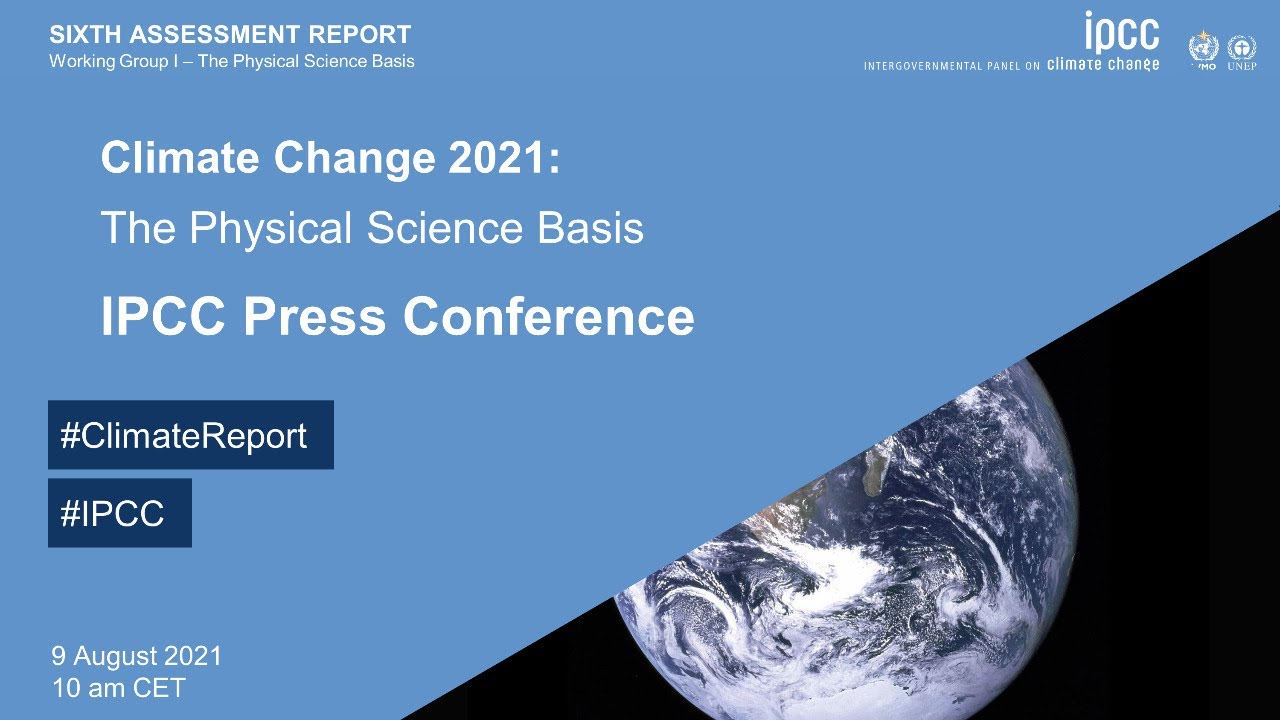 SIXTH ASSESSMENT REPORT
Working Group I – The Physical Science Basis
ipcc
INTERGOVERNMENTAL PANEL ON climate change
WMO
UNEP
Climate Change 2021:
The Physical Science Basis
IPCC Press Conference
#ClimateReport
#IPCC
9 August 2021
10 am CET